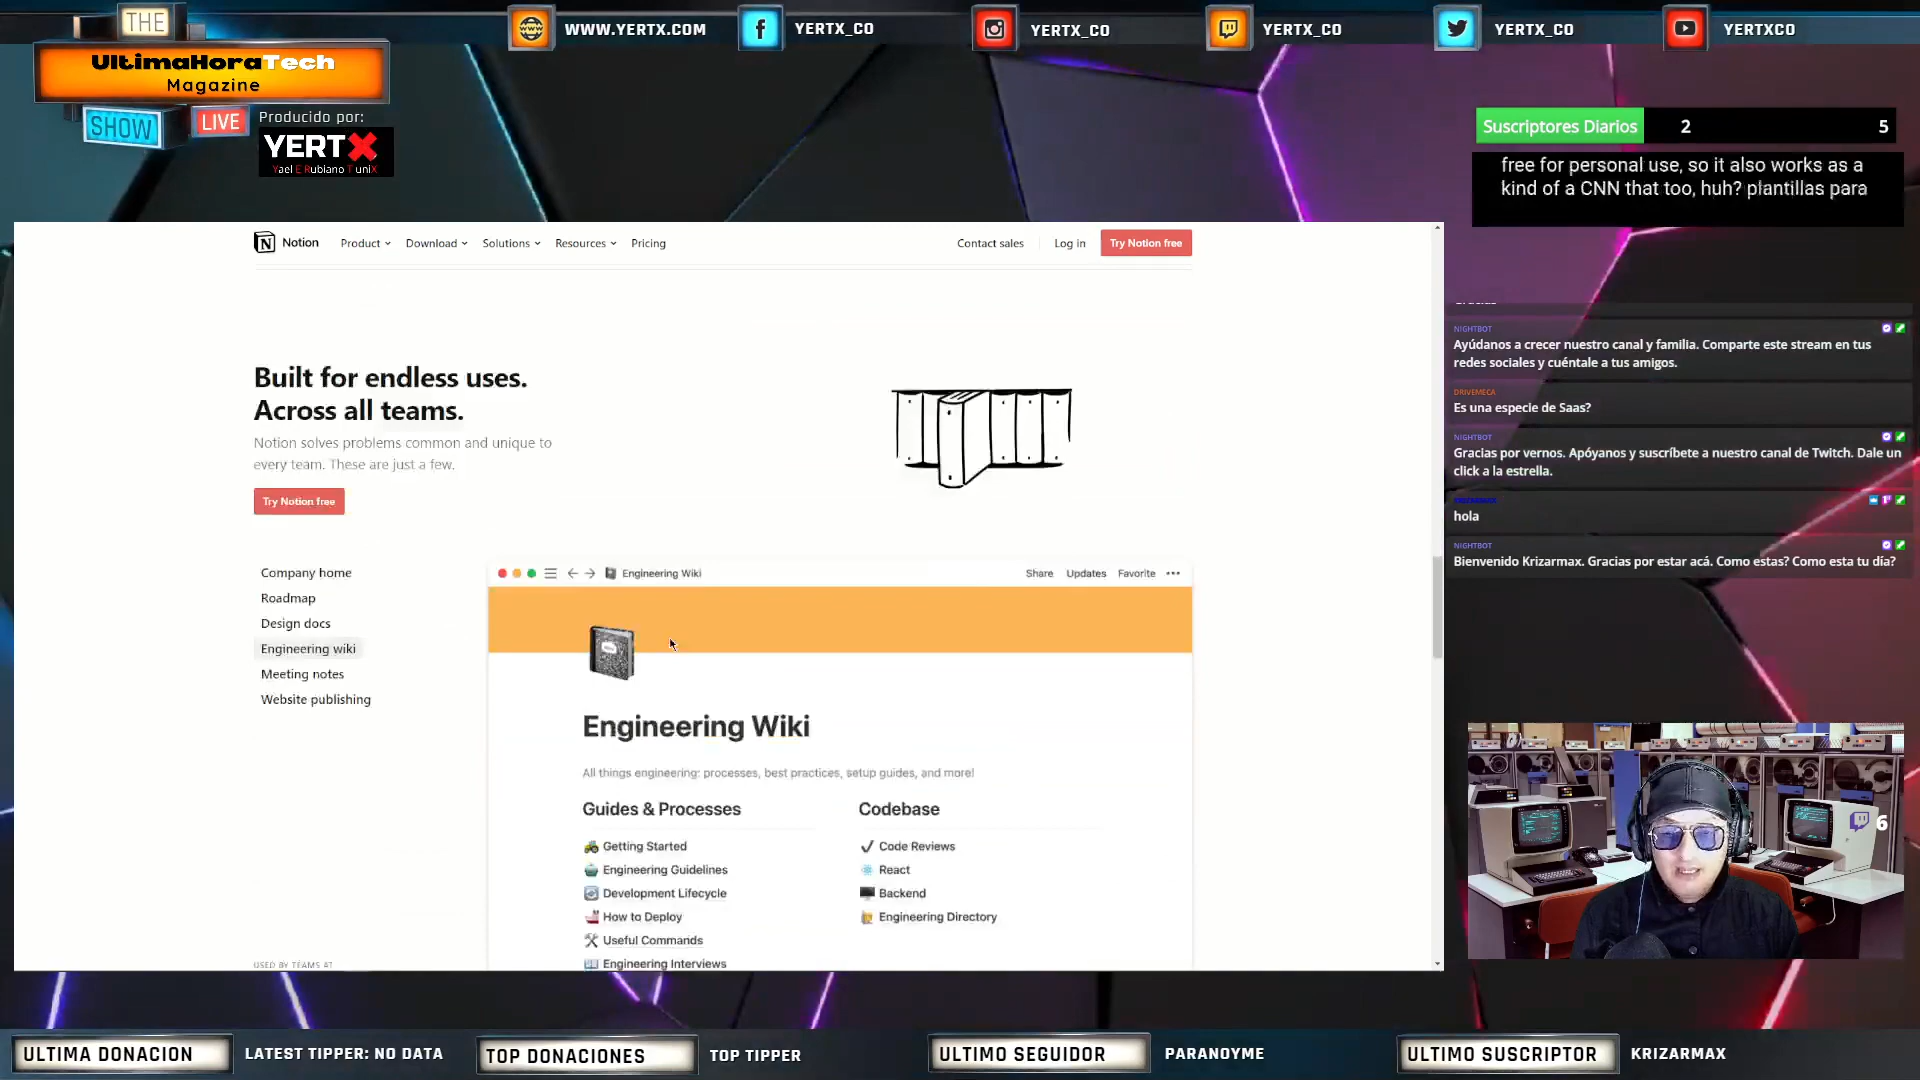 THE
UltimaHoraTech
Magazine
SHOW
LIVE
Producido por:
YERTX
Yael E Rubiano T uniX
WWW.YERTX.COM
YERTX_CO
YERTX_CO
YERTX_CO
YERTX_CO
YERTXCO
Suscriptores Diarios
2
5
free for personal use, so it also works as a
kind of a CNN that too, huh? plantillas para
Notion
Product
Download
Solutions
Resources
Pricing
Contact sales
Log in
Try Notion free
Built for endless uses.
Across all teams.
Notion solves problems common and unique to
every team. These are just a few.
Try Notion free
Company home
Roadmap
Design docs
Engineering wiki
Meeting notes
Website publishing
Engineering Wiki
Share
Updates
Favorite
Engineering Wiki
All things engineering: processes, best practices, setup guides, and more!
Guides & Processes
Getting Started
Engineering Guidelines
Development Lifecycle
How to Deploy
Useful Commands
Engineering Interviews
Codebase
Code Reviews
React
Backend
Engineering Directory
USED BY TEAMS AT
NIGHTBOT
Ayúdanos a crecer nuestro canal y familia. Comparte este stream en tus
redes sociales y cuéntale a tus amigos.
DRIVEMECA
Es una especie de Saas?
NIGHTBOT
Gracias por vernos. Apóyanos y suscríbete a nuestro canal de Twitch. Dale un
click a la estrella.
hola
NIGHTBOT
Bienvenido Krizarmax. Gracias por estar acá. Como estas? Como esta tu día?
6
ULTIMA DONACION
LATEST TIPPER: NO DATA
TOP DONACIONES
TOP TIPPER
ULTIMO SEGUIDOR
PARANOYME
ULTIMO SUSCRIPTOR
KRIZARMAX